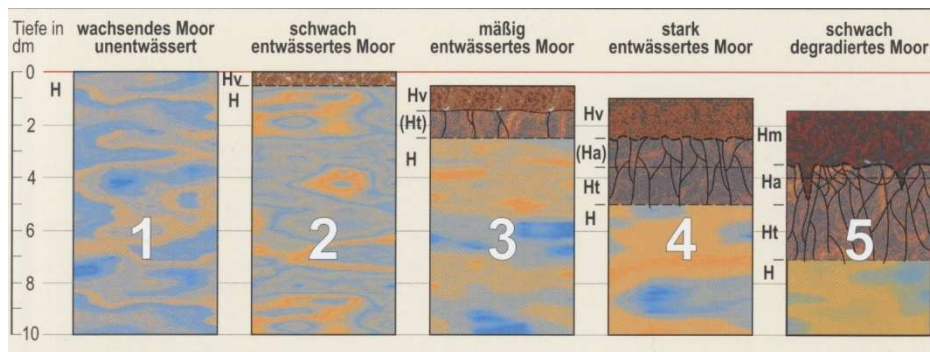 Tiefe in
dm
wachsendes Moor
unentwässert
schwach
entwässertes Moor
mäßig
entwässertes Moor
stark
entwässertes Moor
schwach
degradiertes Moor
0
2
4
6
8
10
H
1
Hv
H
2
Hv
(Ht)
H
3
Hv
(Ha)
Ht
H
4
Hm
Ha
Ht
H
5